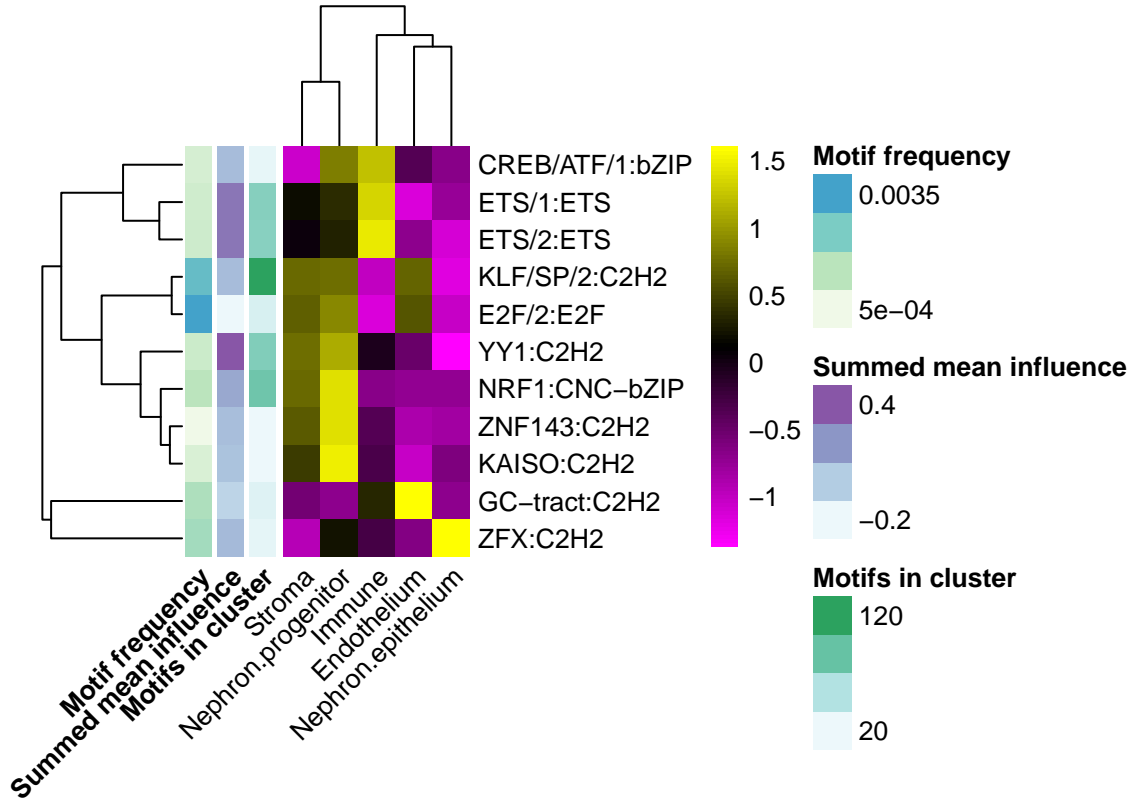 CREB/ATF/1:bZIP
ETS/1:ETS
ETS/2:ETS
KLF/SP/2:C2H2
E2F/2:E2F
YY1:C2H2
NRF1:CNC−bZIP
ZNF143:C2H2
KAISO:C2H2
GC−tract:C2H2
ZFX:C2H2
Motif frequency
Summed mean influence
Motifs in cluster
Stroma
Nephron.progenitor
Immune
Endothelium
Nephron.epithelium
1.5
1
0.5
0
−0.5
−1
Motif frequency
0.0035
5e−04
Summed mean influence
0.4
−0.2
Motifs in cluster
120
20